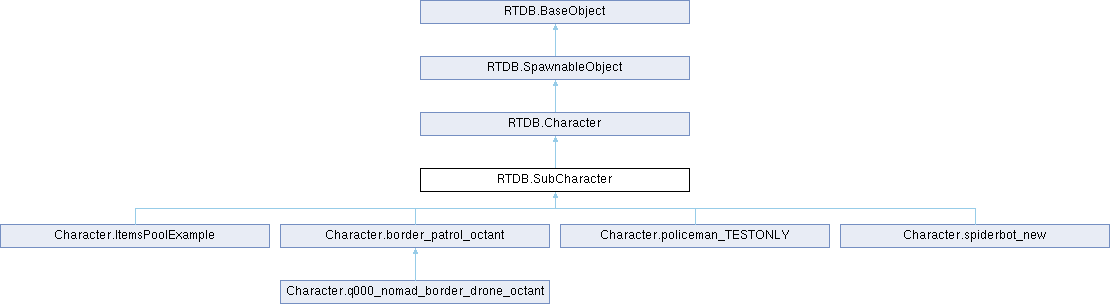 RTDB.BaseObject
RTDB.SpawnableObject
RTDB.Character
RTDB.SubCharacter
Character.ItemsPoolExample
Character.border_patrol_octant
Character.policeman_TESTONLY
Character.spiderbot_new
Character.q000_nomad_border_drone_octant